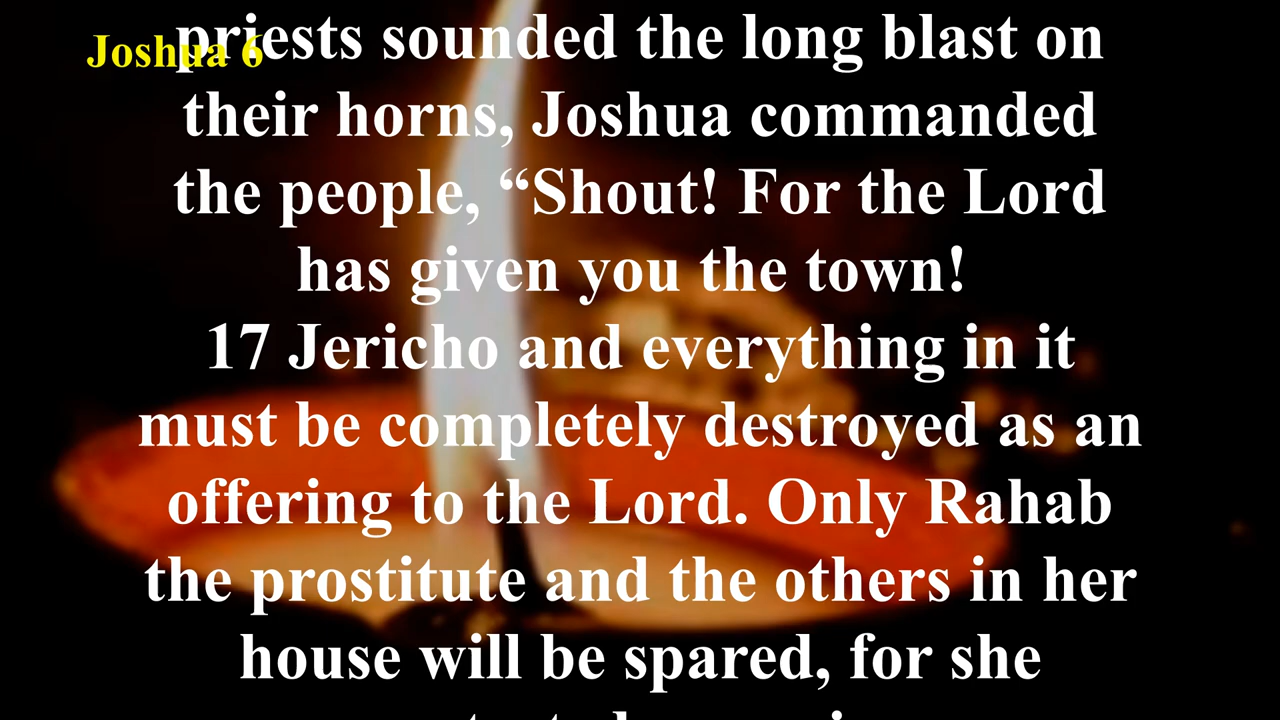 Joshua 6
priests sounded the long blast on
their horns, Joshua commanded
the people, “Shout! For the Lord
has given you the town!
17 Jericho and everything in it
must be completely destroyed as an
offering to the Lord. Only Rahab
the prostitute and the others in her
house will be spared, for she